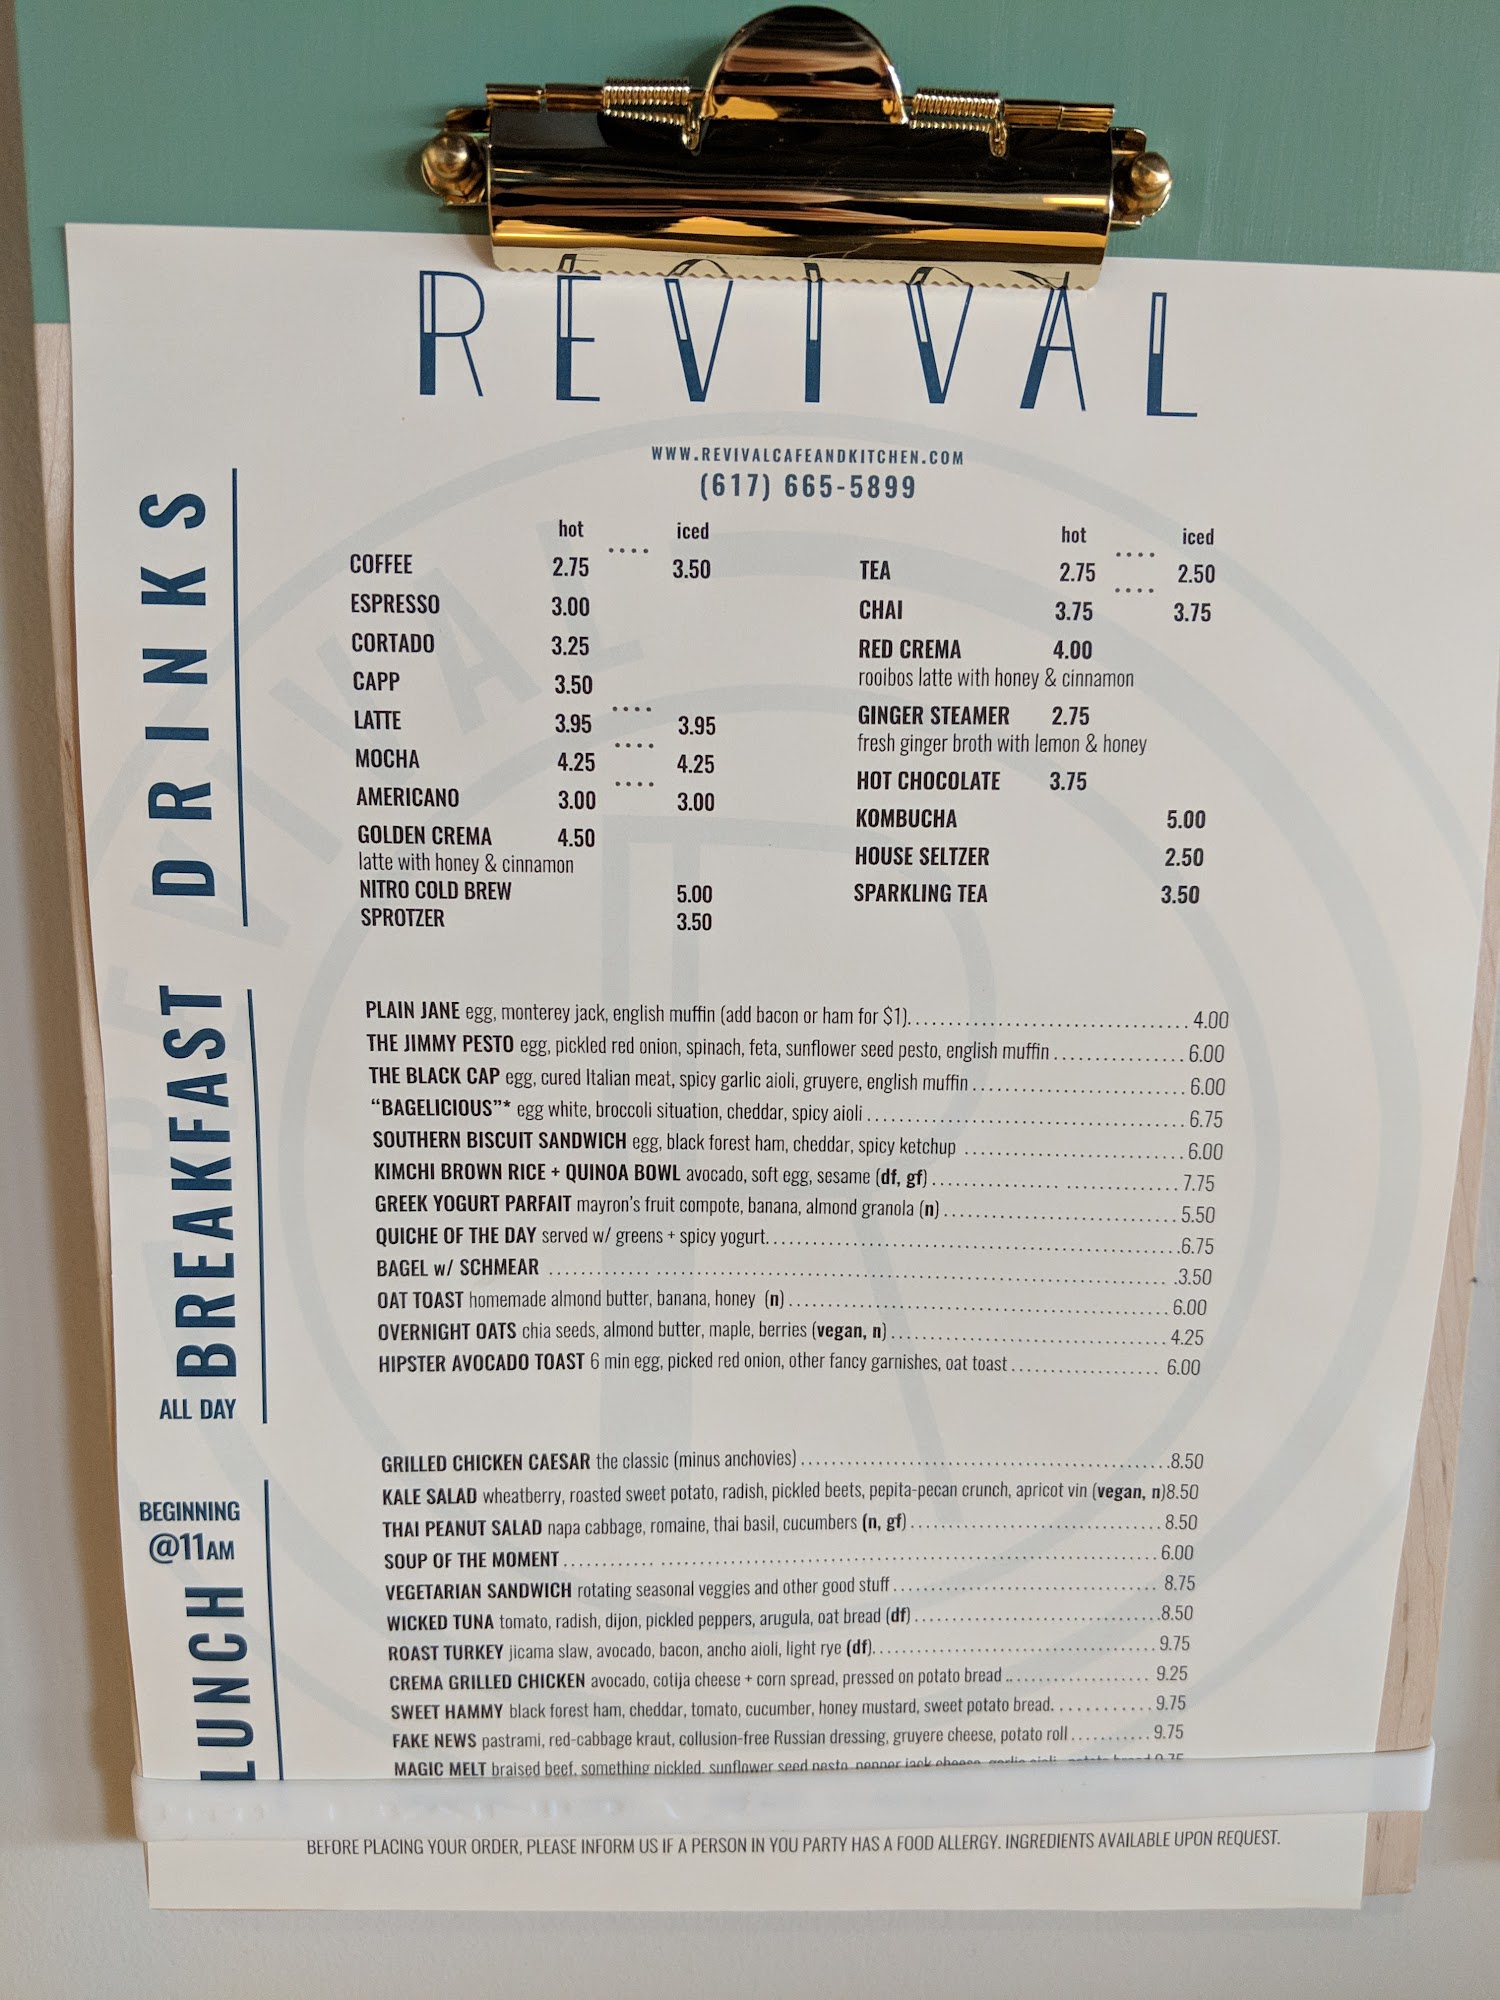 REVIVAL
WWW.REVIVALCAFEANDKITCHEN.COM
(617) 665-5899
DRINKS
hot iced
COFFEE 2.75 .... 3.50
ESPRESSO 3.00
CORTADO 3.25
CAPP 3.50
LATTE 3.95 .... 3.95
MOCHA 4.25 .... 4.25
AMERICANO 3.00 .... 3.00
GOLDEN CREMA 4.50
latte with honey & cinnamon
NITRO COLD BREW 5.00
SPROTZER 3.50
hot iced
TEA 2.75 .... 2.50
CHAI 3.75 .... 3.75
RED CREMA 4.00
rooibos latte with honey & cinnamon
GINGER STEAMER 2.75
fresh ginger broth with lemon & honey
HOT CHOCOLATE 3.75
KOMBUCHA 5.00
HOUSE SELTZER 2.50
SPARKLING TEA 3.50
BREAKFAST
ALL DAY
PLAIN JANE egg, monterey jack, english muffin (add bacon or ham for $1)........ 4.00
THE JIMMY PESTO egg, pickled red onion, spinach, feta, sunflower seed pesto, english muffin ........ 6.00
THE BLACK CAP egg, cured Italian meat, spicy garlic aioli, gruyere, english muffin ........ 6.00
“BAGELICIOUS”* egg white, broccoli situation, cheddar, spicy aioli ........ 6.75
SOUTHERN BISCUIT SANDWICH egg, black forest ham, cheddar, spicy ketchup ........ 6.00
KIMCHI BROWN RICE + QUINOA BOWL avocado, soft egg, sesame (df, gf) ........ 7.75
GREEK YOGURT PARFAIT mayron's fruit compote, banana, almond granola (n) ........ 5.50
QUICHE OF THE DAY served w/ greens + spicy yogurt........ 6.75
BAGEL w/ SCHMEAR ........ 3.50
OAT TOAST homemade almond butter, banana, honey (n) ........ 6.00
OVERNIGHT OATS chia seeds, almond butter, maple, berries (vegan, n) ........ 4.25
HIPSTER AVOCADO TOAST 6 min egg, picked red onion, other fancy garnishes, oat toast ........ 6.00
BEGINNING
@11AM
LUNCH
GRILLED CHICKEN CAESAR the classic (minus anchovies) ........ 8.50
KALE SALAD wheatberry, roasted sweet potato, radish, pickled beets, pepita-pecan crunch, apricot vin (vegan, n)8.50
THAI PEANUT SALAD napa cabbage, romaine, thai basil, cucumbers (n, gf) ........ 8.50
SOUP OF THE MOMENT ........ 6.00
VEGETARIAN SANDWICH rotating seasonal veggies and other good stuff ........ 8.75
WICKED TUNA tomato, radish, dijon, pickled peppers, arugula, oat bread (df) ........ 8.50
ROAST TURKEY jicama slaw, avocado, bacon, ancho aioli, light rye (df)........ 9.75
CREMA GRILLED CHICKEN avocado, cotija cheese + corn spread, pressed on potato bread ........ 9.25
SWEET HAMMY black forest ham, cheddar, tomato, cucumber, honey mustard, sweet potato bread........ 9.75
FAKE NEWS pastrami, red-cabbage kraut, collusion-free Russian dressing, gruyere cheese, potato roll ........ 9.75
MAGIC MELT braised beef, something pickled, sunflower seed pesto, pepper jack cheese,
BEFORE PLACING YOUR ORDER, PLEASE INFORM US IF A PERSON IN YOU PARTY HAS A FOOD ALLERGY. INGREDIENTS AVAILABLE UPON REQUEST.